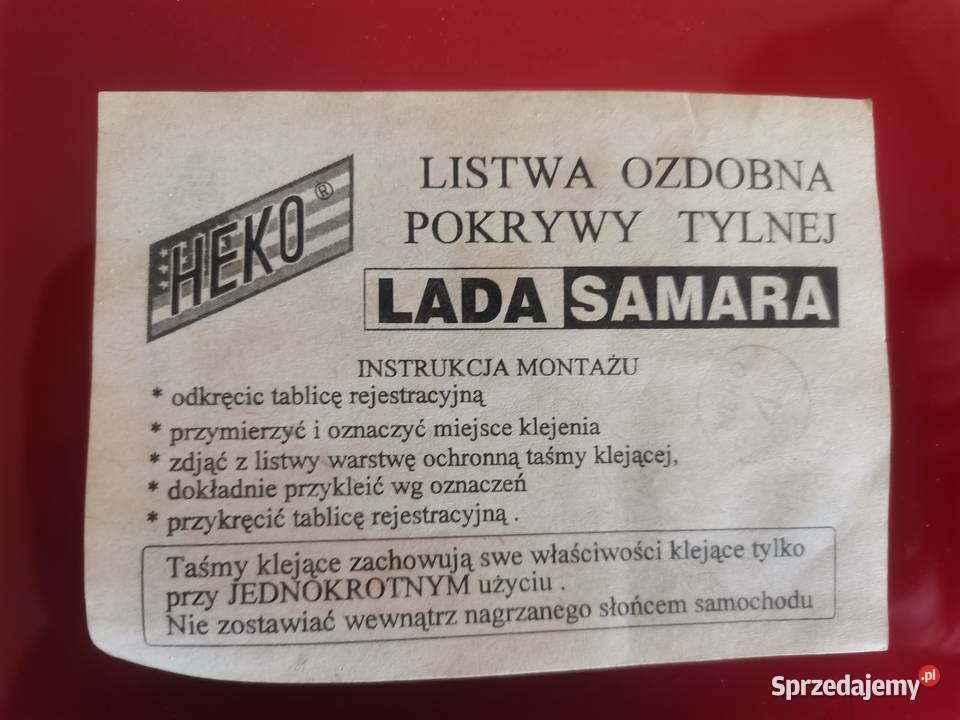 HEKO®
LISTWA OZDOBNA
POKRYWY TYLNEJ
LADA SAMARA
INSTRUKCJA MONTAŻU
* odkręcic tablicę rejestracyjną
* przymierzyć i oznaczyć miejsce klejenia
* zdjąć z listwy warstwę ochronną taśmy klejącej,
* dokładnie przykleić wg oznaczeń
* przykręcić tablicę rejestracyjną .
Taśmy klejące zachowują swe właściwości klejące tylko
przy JEDNOKROTNYM użyciu .
Nie zostawiać wewnątrz nagrzanego słońcem samochodu
Sprzedajemy.pl